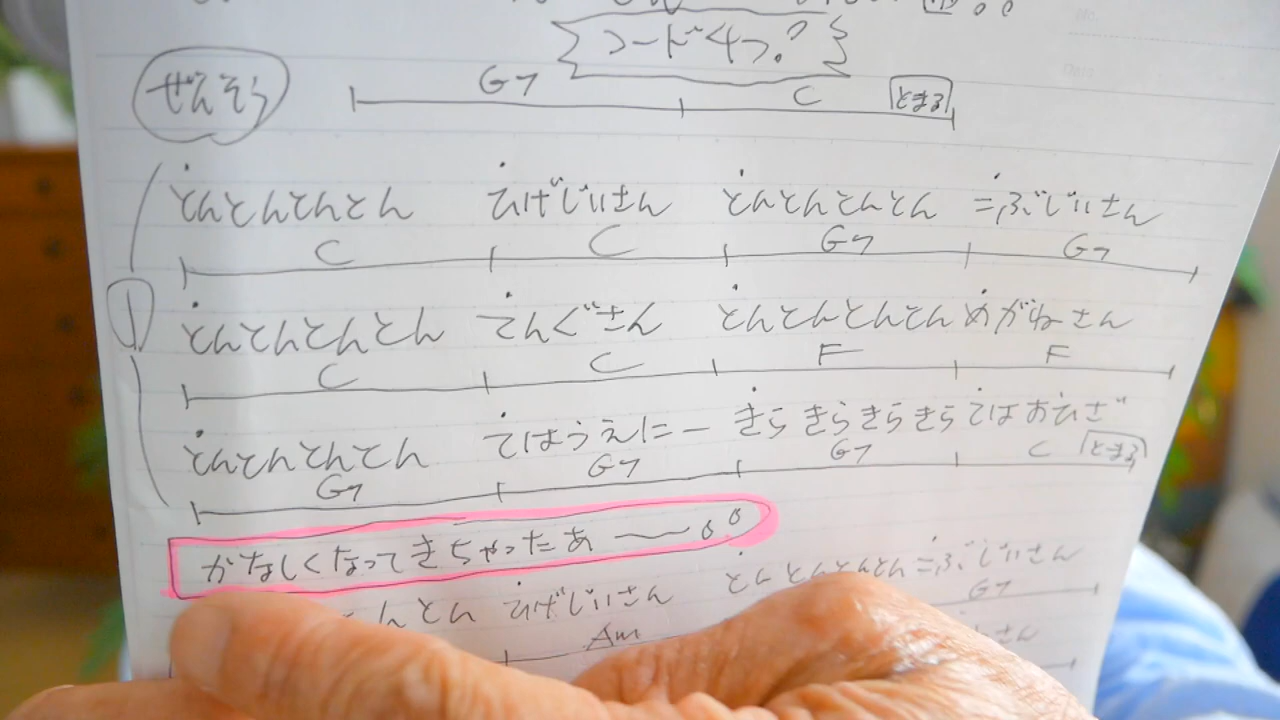 コードイつ?
ぜんそう G7 C とまる
とんとんとんとん ひげじいさん とんとんとんとん こぶじいさん
C C G7 G7
① とんとんとんとん てんぐさん とんとんとんとん めがねさん
C C F F
とんとんとんとん てはうえにー きらきらきらきら てはおひざ
G7 G7 G7 C とまる
かなしくなってきちゃったあ——。。
んとん ひげじいさん とんとんとんとん こぶじいさん
Am G7
さん